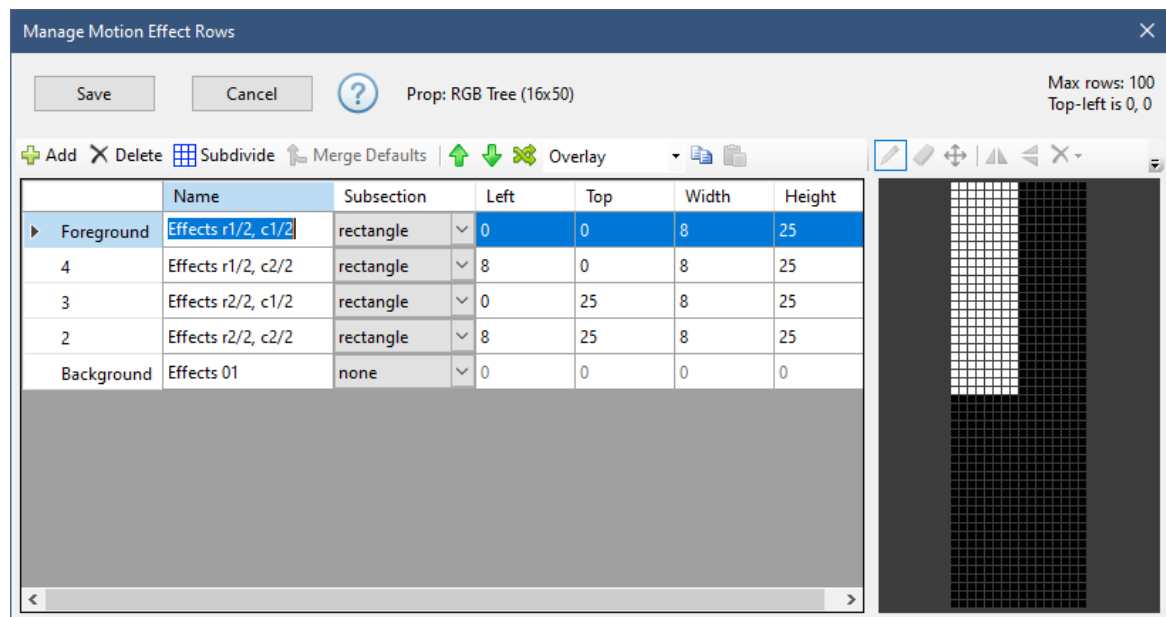 Manage Motion Effect Rows
Save Cancel ? Prop: RGB Tree (16x50) Max rows: 100
Top-left is 0, 0
Add Delete Subdivide Merge Defaults Overlay
Name Subsection Left Top Width Height
Foreground Effects r1/2, c1/2 rectangle 0 0 8 25
4 Effects r1/2, c2/2 rectangle 8 0 8 25
3 Effects r2/2, c1/2 rectangle 0 25 8 25
2 Effects r2/2, c2/2 rectangle 8 25 8 25
Background Effects 01 none 0 0 0 0